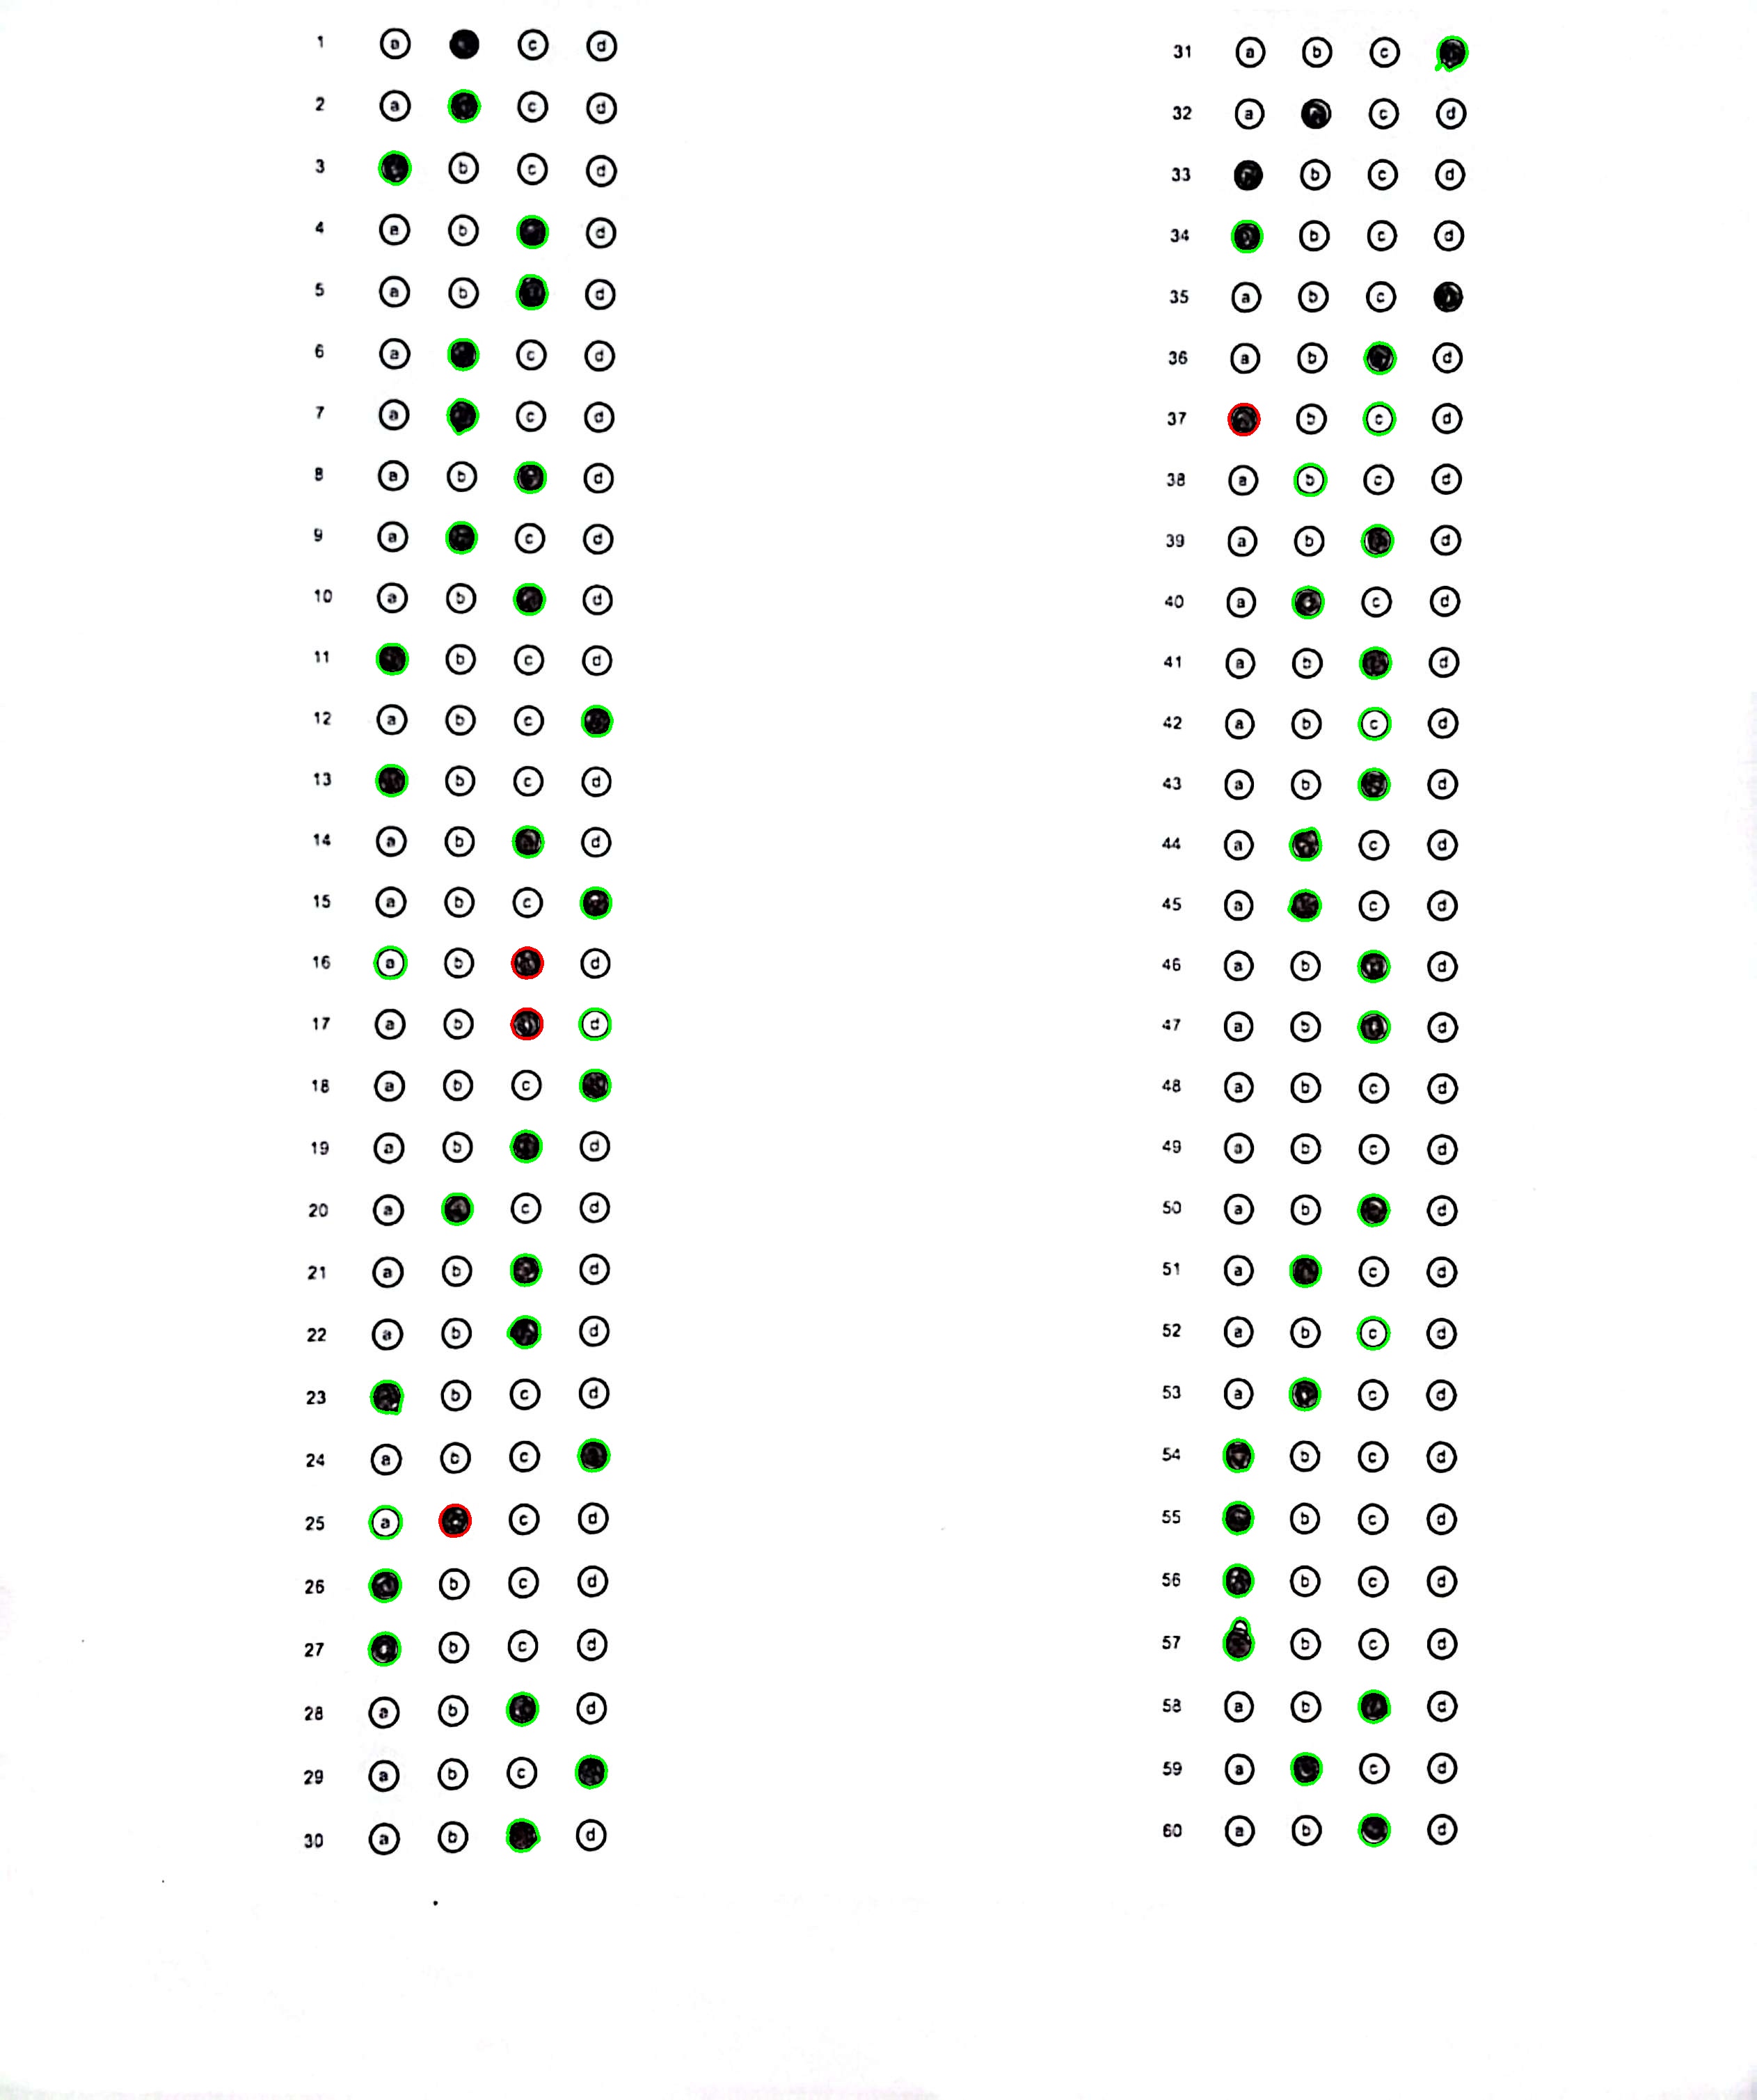 1 a c d
2 a c d
3 b c d
4 a b d
5 a b d
6 a c d
7 a c d
8 a b d
9 a c d
10 a b d
11 b c d
12 a b c
13 b c d
14 a b d
15 a b c
16 a b d
17 a b d
18 a b c
19 a b d
20 a c d
21 a b d
22 a b d
23 b c d
24 a b c
25 a c d
26 b c d
27 b c d
28 a b d
29 a b c
30 a b d
31 a b c
32 a c d
33 b c d
34 b c d
35 a b c
36 a b d
37 b c d
38 a b c d
39 a b d
40 a c d
41 a b d
42 a b c d
43 a b d
44 a c d
45 a c d
46 a b d
47 a b d
48 a b c d
49 a b c d
50 a b d
51 a c d
52 a b c d
53 a c d
54 b c d
55 b c d
56 b c d
57 b c d
58 a b d
59 a c d
60 a b d